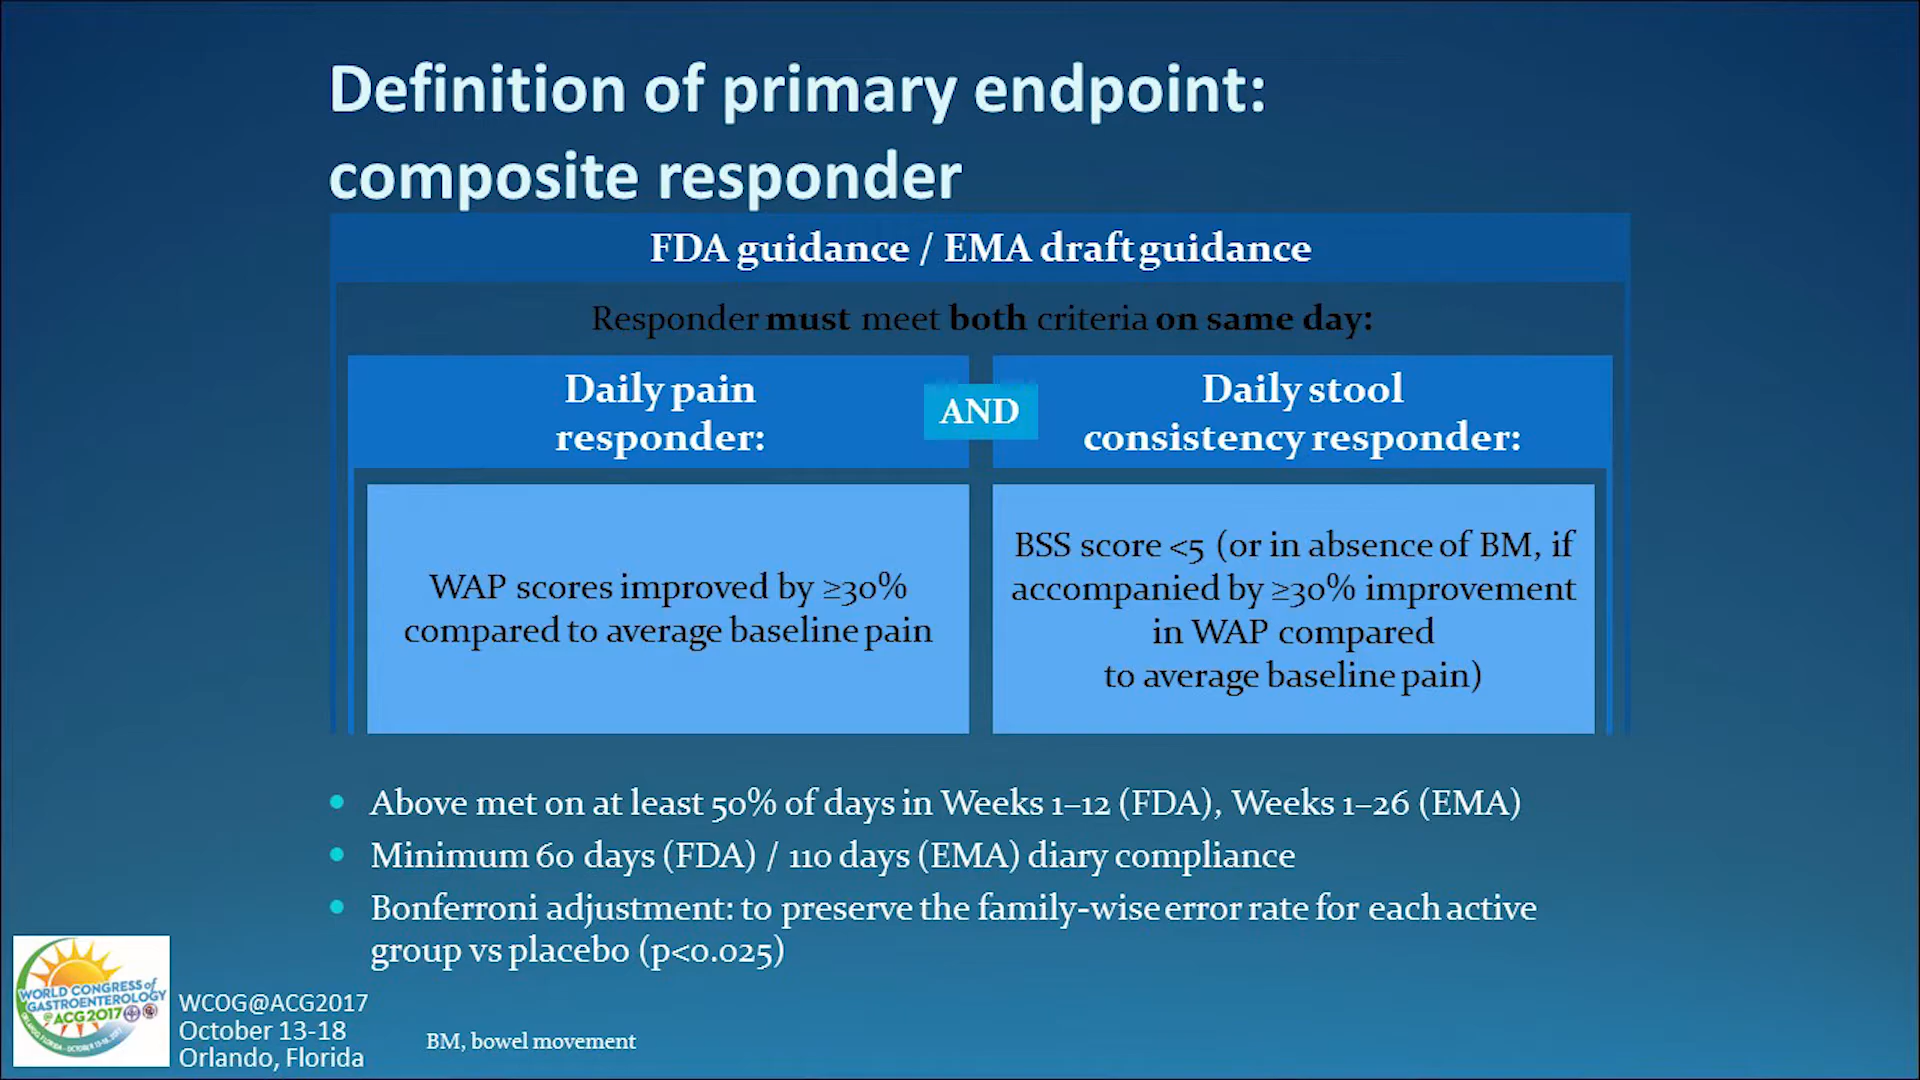 Definition of primary endpoint:
composite responder
FDA guidance / EMA draft guidance
Responder must meet both criteria on same day:
Daily pain
responder:
AND
Daily stool
consistency responder:
WAP scores improved by ≥30%
compared to average baseline pain
BSS score <5 (or in absence of BM, if
accompanied by ≥30% improvement
in WAP compared
to average baseline pain)
• Above met on at least 50% of days in Weeks 1–12 (FDA), Weeks 1–26 (EMA)
• Minimum 60 days (FDA) / 110 days (EMA) diary compliance
• Bonferroni adjustment: to preserve the family-wise error rate for each active
group vs placebo (p<0.025)
WORLD CONGRESS of
GASTROENTEROLOGY
@ ACG2017
WCOG@ACG2017
October 13-18
Orlando, Florida
BM, bowel movement